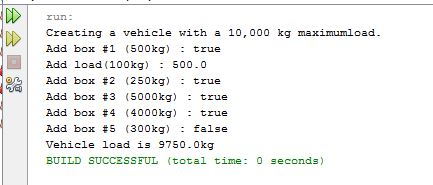 run:
Creating a vehicle with a 10,000 kg maximumload.
Add box #1 (500kg) : true
Add load(100kg) : 500.0
Add box #2 (250kg) : true
Add box #3 (5000kg) : true
Add box #4 (4000kg) : true
Add box #5 (300kg) : false
Vehicle load is 9750.0kg
BUILD SUCCESSFUL (total time: 0 seconds)